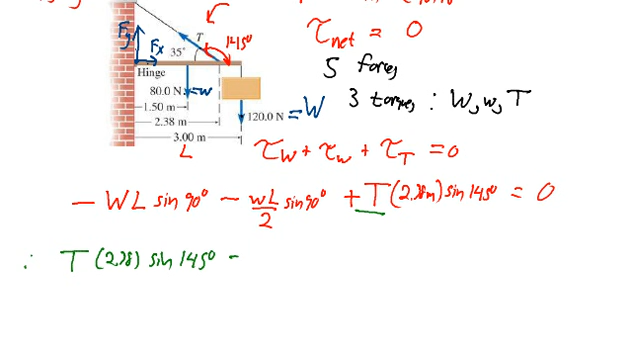 τnet = 0
Fy
Fx
T
145°
35°
5 forces
Hinge
80.0 N = w
3 torques : W, w, T
1.50 m
120.0 N = W
2.38 m
3.00 m
L
τW + τw + τT = 0
- WL sin 90° - wL/2 sin 90° + T(2.38m) sin 145° = 0
∴ T (2.38) sin 145° -